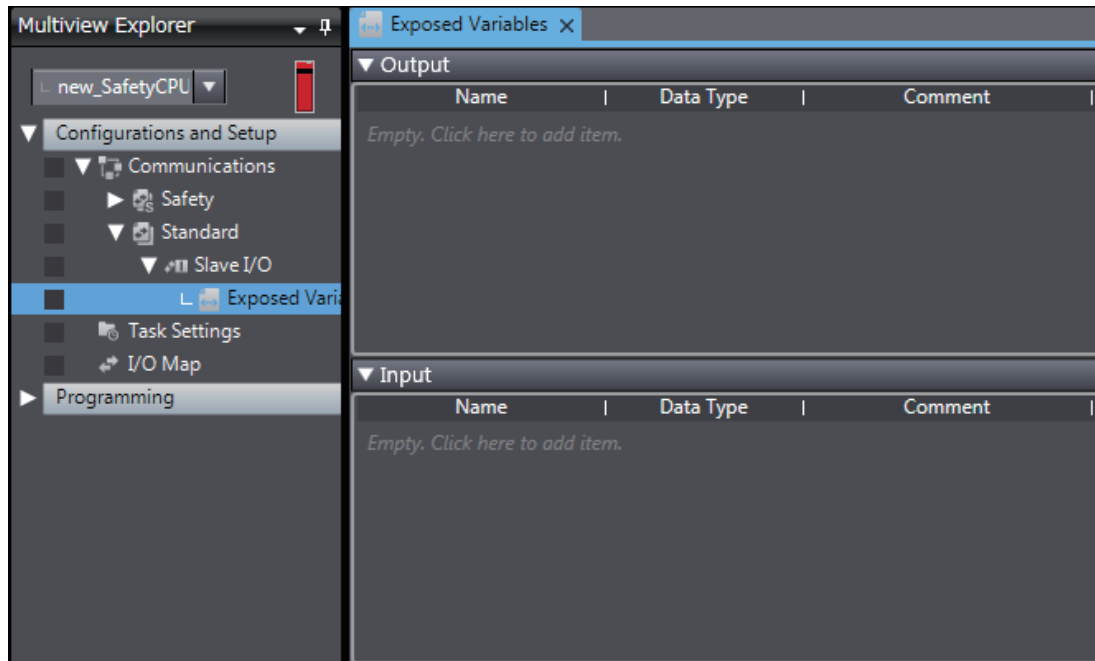 Multiview Explorer
new_SafetyCPU
Configurations and Setup
Communications
Safety
Standard
Slave I/O
Exposed Varia
Task Settings
I/O Map
Programming
Exposed Variables
Output
Name | Data Type | Comment |
Empty. Click here to add item.
Input
Name | Data Type | Comment |
Empty. Click here to add item.